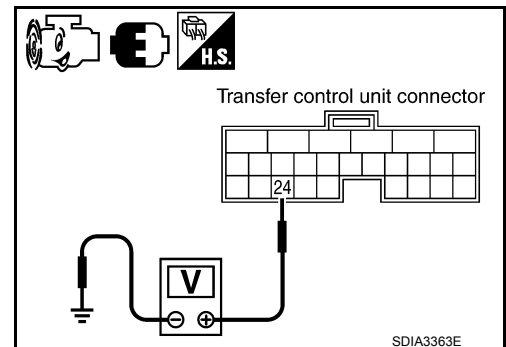 H.S.
Transfer control unit connector
24
V
− +
SDIA3363E